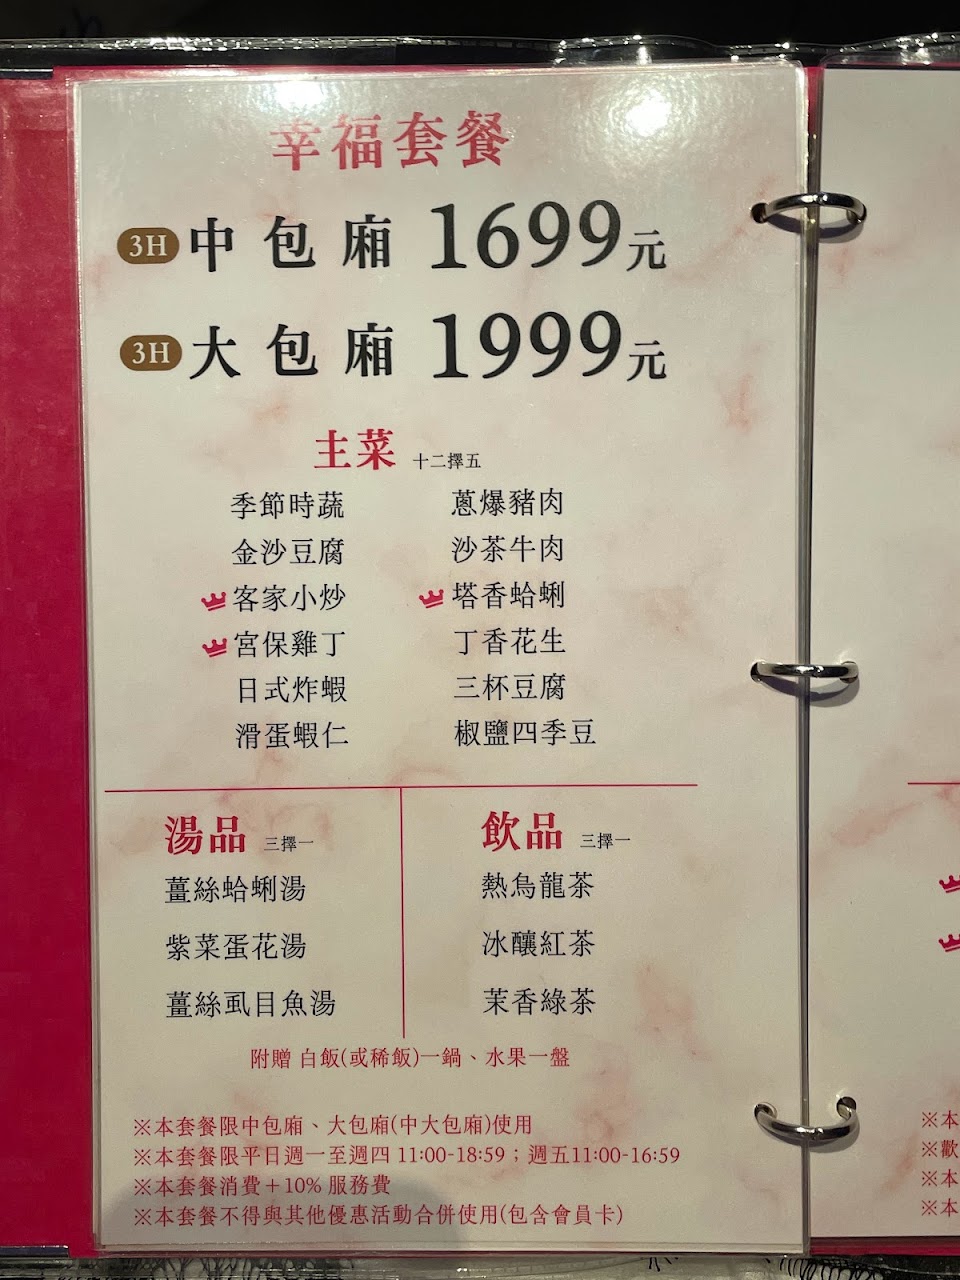 幸福套餐
3H 中包廂 1699元
3H 大包廂 1999元
主菜 十二擇五
季節時蔬 蔥爆豬肉
金沙豆腐 沙茶牛肉
客家小炒 塔香蛤蜊
宮保雞丁 丁香花生
日式炸蝦 三杯豆腐
滑蛋蝦仁 椒鹽四季豆
湯品 三擇一
薑絲蛤蜊湯
紫菜蛋花湯
薑絲虱目魚湯
飲品 三擇一
熱烏龍茶
冰釀紅茶
茉香綠茶
附贈 白飯(或稀飯)一鍋、水果一盤
※本套餐限中包廂、大包廂(中大包廂)使用
※本套餐限平日週一至週四 11:00-18:59；週五11:00-16:59
※本套餐消費＋10% 服務費
※本套餐不得與其他優惠活動合併使用(包含會員卡)
※本
※歡
※本
※本